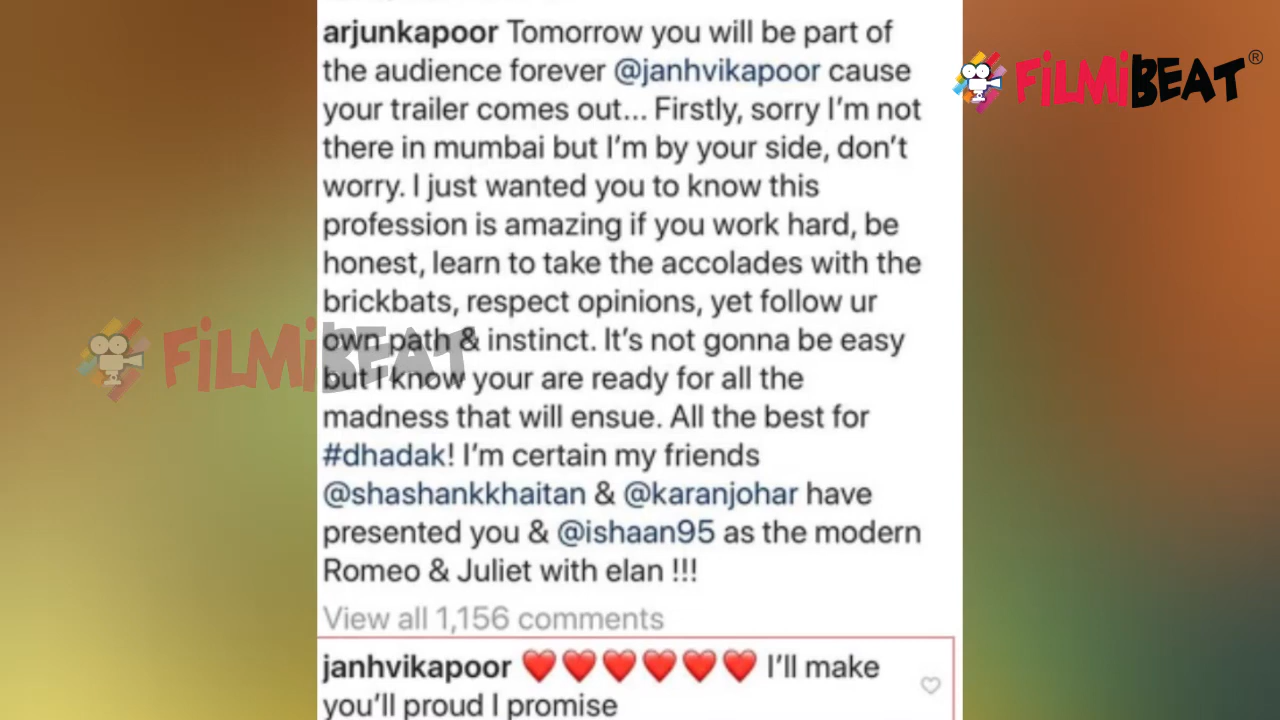 arjunkapoor Tomorrow you will be part of
the audience forever @janhvikapoor cause
your trailer comes out... Firstly, sorry I'm not
there in mumbai but I'm by your side, don't
worry. I just wanted you to know this
profession is amazing if you work hard, be
honest, learn to take the accolades with the
brickbats, respect opinions, yet follow ur
own path & instinct. It's not gonna be easy
but I know your are ready for all the
madness that will ensue. All the best for
#dhadak! I'm certain my friends
@shashankkhaitan & @karanjohar have
presented you & @ishaan95 as the modern
Romeo & Juliet with elan !!!
View all 1,156 comments
janhvikapoor ❤️❤️❤️❤️❤️❤️ I'll make
you'll proud I promise
FiLMiBEAT®
FiLMiBEAT